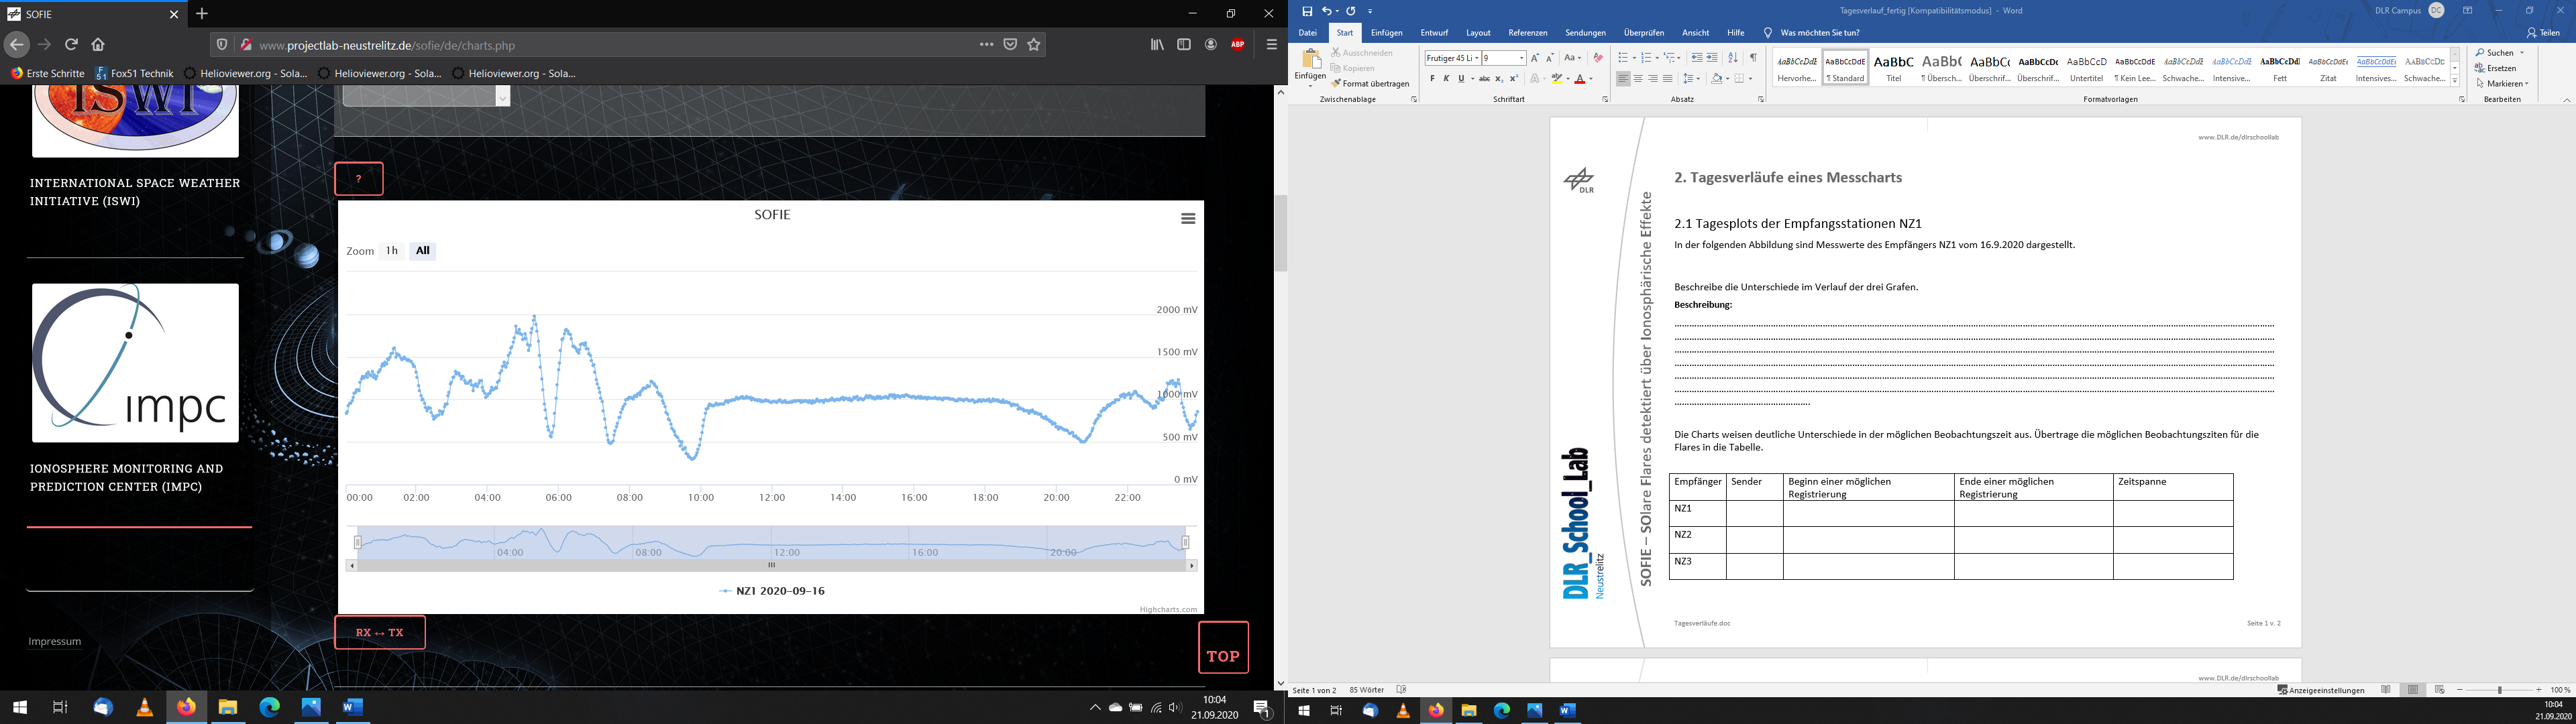 SOFIE
www.projectlab-neustrelitz.de/sofie/de/charts.php
ABP
Erste Schritte
Fox51 Technik
Helioviewer.org - Sola...
Helioviewer.org - Sola...
Helioviewer.org - Sola...
ISWI
INTERNATIONAL SPACE WEATHER
INITIATIVE (ISWI)
impc
IONOSPHERE MONITORING AND
PREDICTION CENTER (IMPC)
Impressum
?
SOFIE
Zoom 1h All
2000 mV
1500 mV
1000 mV
500 mV
0 mV
00:00 02:00 04:00 06:00 08:00 10:00 12:00 14:00 16:00 18:00 20:00 22:00
04:00 08:00 12:00 16:00 20:00
NZ1 2020-09-16
Highcharts.com
RX ↔ TX
TOP
10:04
21.09.2020
1
Tagesverlauf_fertig [Kompatibilitätsmodus] - Word
DLR Campus DC
Datei Start Einfügen Entwurf Layout Referenzen Sendungen Überprüfen Ansicht Hilfe Was möchten Sie tun? Teilen
Einfügen
Ausschneiden
Kopieren
Format übertragen
Zwischenablage
Frutiger 45 Li 9
F K U abc x₂ x²
Schriftart
Absatz
AaBbCcDdE AaBbCcDdE AaBbC AaBbC AaBbCc AaBbCcDc AaBbCcD AaBbCcDdE AaBbCcDdE AaBbCcDdE AaBbCcDdI AaBbCcDdEt AaBbCcDdEt AaBbCcDd
Hervorhe... ¶ Standard Titel Übersch... Überschrif... Überschrif... Untertitel ¶ Kein Lee... Schwache... Intensive... Fett Zitat Intensives... Schwache...
Formatvorlagen
Suchen
Ersetzen
Markieren
Bearbeiten
www.DLR.de/dlrschoollab
DLR
DLR_School_Lab
Neustrelitz
SOFIE – SOlare Flares detektiert über Ionosphärische Effekte
2. Tagesverläufe eines Messcharts
2.1 Tagesplots der Empfangsstationen NZ1
In der folgenden Abbildung sind Messwerte des Empfängers NZ1 vom 16.9.2020 dargestellt.
Beschreibe die Unterschiede im Verlauf der drei Grafen.
Beschreibung:
Die Charts weisen deutliche Unterschiede in der möglichen Beobachtungszeit aus. Übertrage die möglichen Beobachtungsziten für die
Flares in die Tabelle.
Empfänger Sender Beginn einer möglichen Registrierung Ende einer möglichen Registrierung Zeitspanne
NZ1
NZ2
NZ3
Tagesverläufe.doc
Seite 1 v. 2
www.DLR.de/dlrschoollab
Seite 1 von 2 85 Wörter
Anzeigeeinstellungen
100 %
10:04
21.09.2020